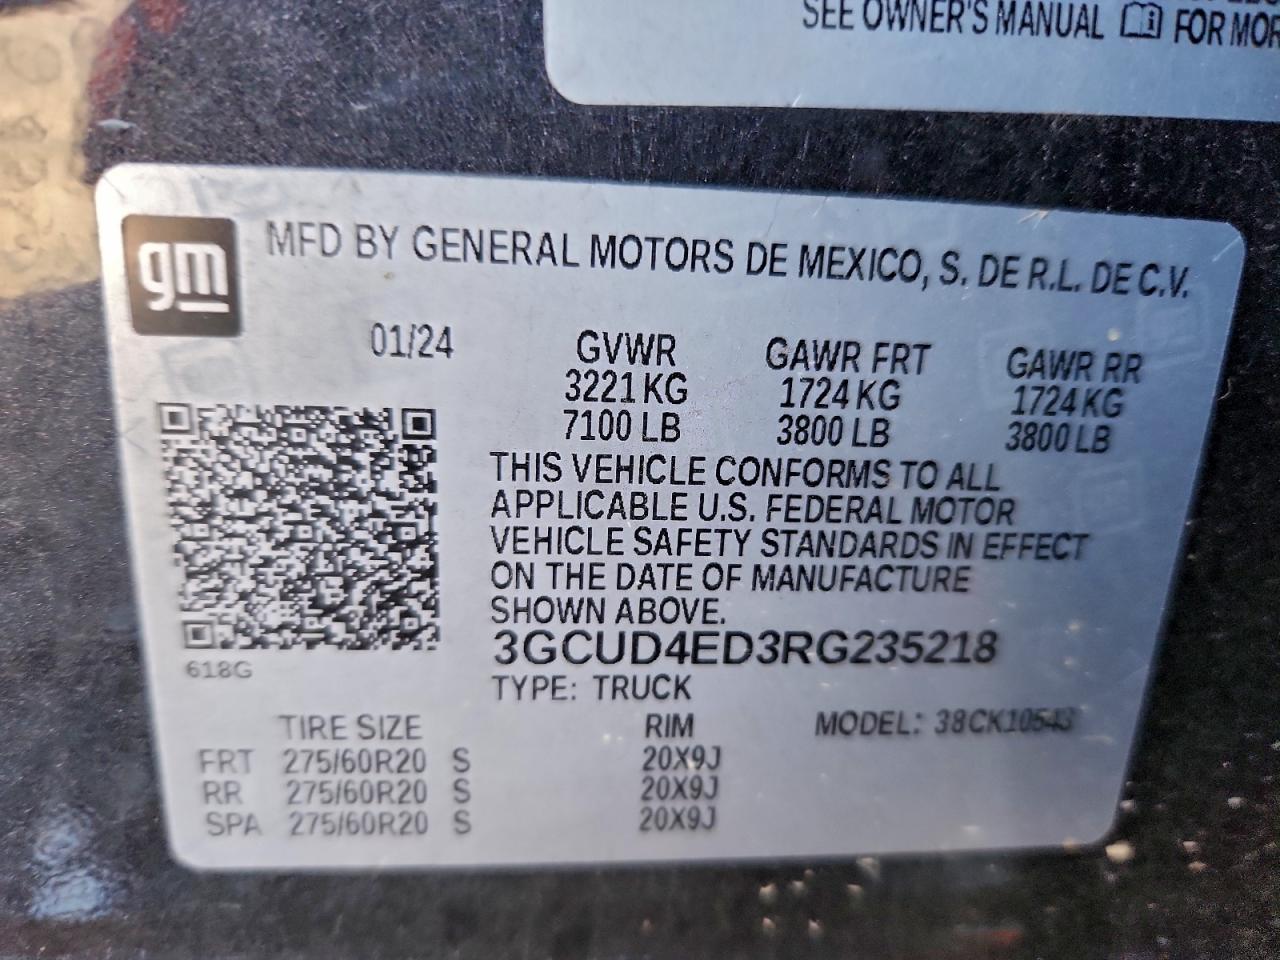 SEE OWNER'S MANUAL FOR MOR
gm
MFD BY GENERAL MOTORS DE MEXICO, S. DE R.L. DE C.V.
01/24 GVWR GAWR FRT GAWR RR
3221 KG 1724 KG 1724 KG
7100 LB 3800 LB 3800 LB
THIS VEHICLE CONFORMS TO ALL
APPLICABLE U.S. FEDERAL MOTOR
VEHICLE SAFETY STANDARDS IN EFFECT
ON THE DATE OF MANUFACTURE
SHOWN ABOVE.
3GCUD4ED3RG235218
618G
TYPE: TRUCK
TIRE SIZE RIM MODEL: 38CK10543
FRT 275/60R20 S 20X9J
RR 275/60R20 S 20X9J
SPA 275/60R20 S 20X9J